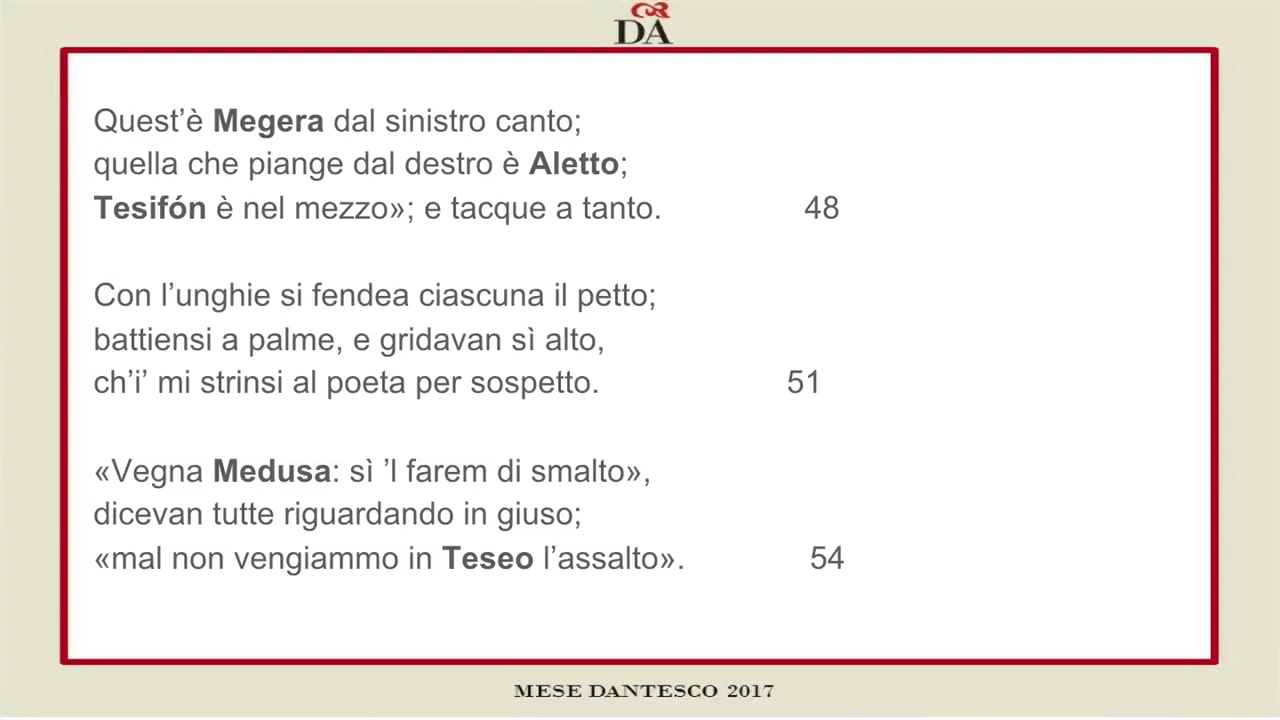 DA
Quest’è Megera dal sinistro canto;
quella che piange dal destro è Aletto;
Tesifón è nel mezzo»; e tacque a tanto. 48
Con l’unghie si fendea ciascuna il petto;
battiensi a palme, e gridavan sì alto,
ch’i’ mi strinsi al poeta per sospetto. 51
«Vegna Medusa: sì ’l farem di smalto»,
dicevan tutte riguardando in giuso;
«mal non vengiammo in Teseo l’assalto». 54
MESE DANTESCO 2017